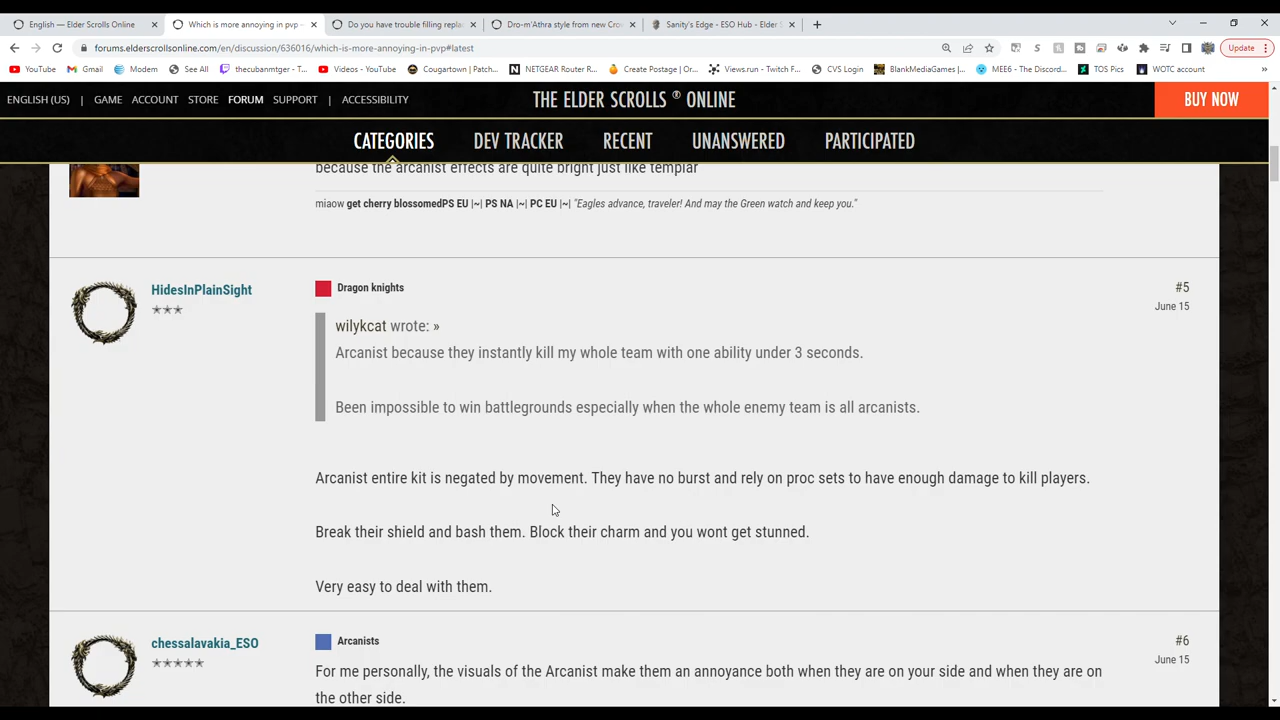 English — Elder Scrolls Online
Which is more annoying in pvp –
Do you have trouble filling repla
Dro-m'Athra style from new Cro
Sanity's Edge - ESO Hub - Elder S
forums.elderscrollsonline.com/en/discussion/636016/which-is-more-annoying-in-pvp#latest
Update
YouTube
Gmail
Modem
See All
thecubanmtger - T...
Videos - YouTube
Cougartown | Patch...
NETGEAR Router R...
Create Postage | Or...
Views.run - Twitch F...
CVS Login
BlankMediaGames |...
MEE6 - The Discord...
TOS Pics
WOTC account
ENGLISH (US) | GAME ACCOUNT STORE FORUM SUPPORT | ACCESSIBILITY
THE ELDER SCROLLS ® ONLINE
BUY NOW
CATEGORIES DEV TRACKER RECENT UNANSWERED PARTICIPATED
because the arcanist effects are quite bright just like templar
miaow get cherry blossomedPS EU |~| PS NA |~| PC EU |~| "Eagles advance, traveler! And may the Green watch and keep you."
HidesInPlainSight
Dragon knights
#5
June 15
wilykcat wrote: »
Arcanist because they instantly kill my whole team with one ability under 3 seconds.
Been impossible to win battlegrounds especially when the whole enemy team is all arcanists.
Arcanist entire kit is negated by movement. They have no burst and rely on proc sets to have enough damage to kill players.
Break their shield and bash them. Block their charm and you wont get stunned.
Very easy to deal with them.
chessalavakia_ESO
Arcanists
#6
June 15
For me personally, the visuals of the Arcanist make them an annoyance both when they are on your side and when they are on
the other side.